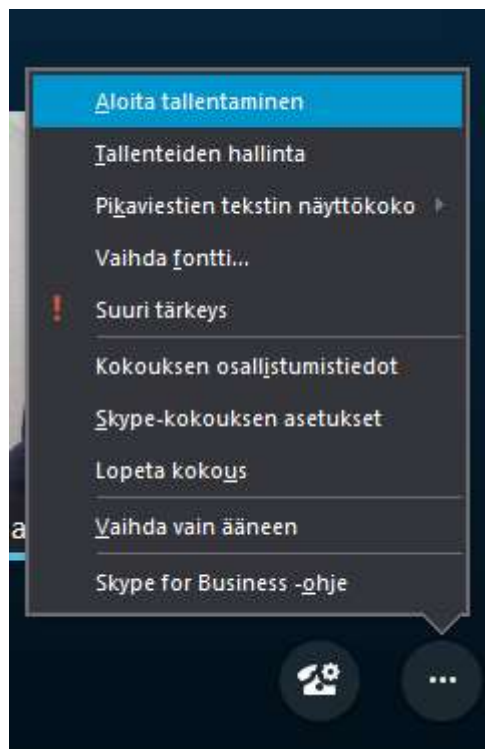 Aloita tallentaminen
Tallenteiden hallinta
Pikaviestien tekstin näyttökoko
Vaihda fontti...
! Suuri tärkeys
Kokouksen osallistumistiedot
Skype-kokouksen asetukset
Lopeta kokous
Vaihda vain ääneen
a
Skype for Business -ohje